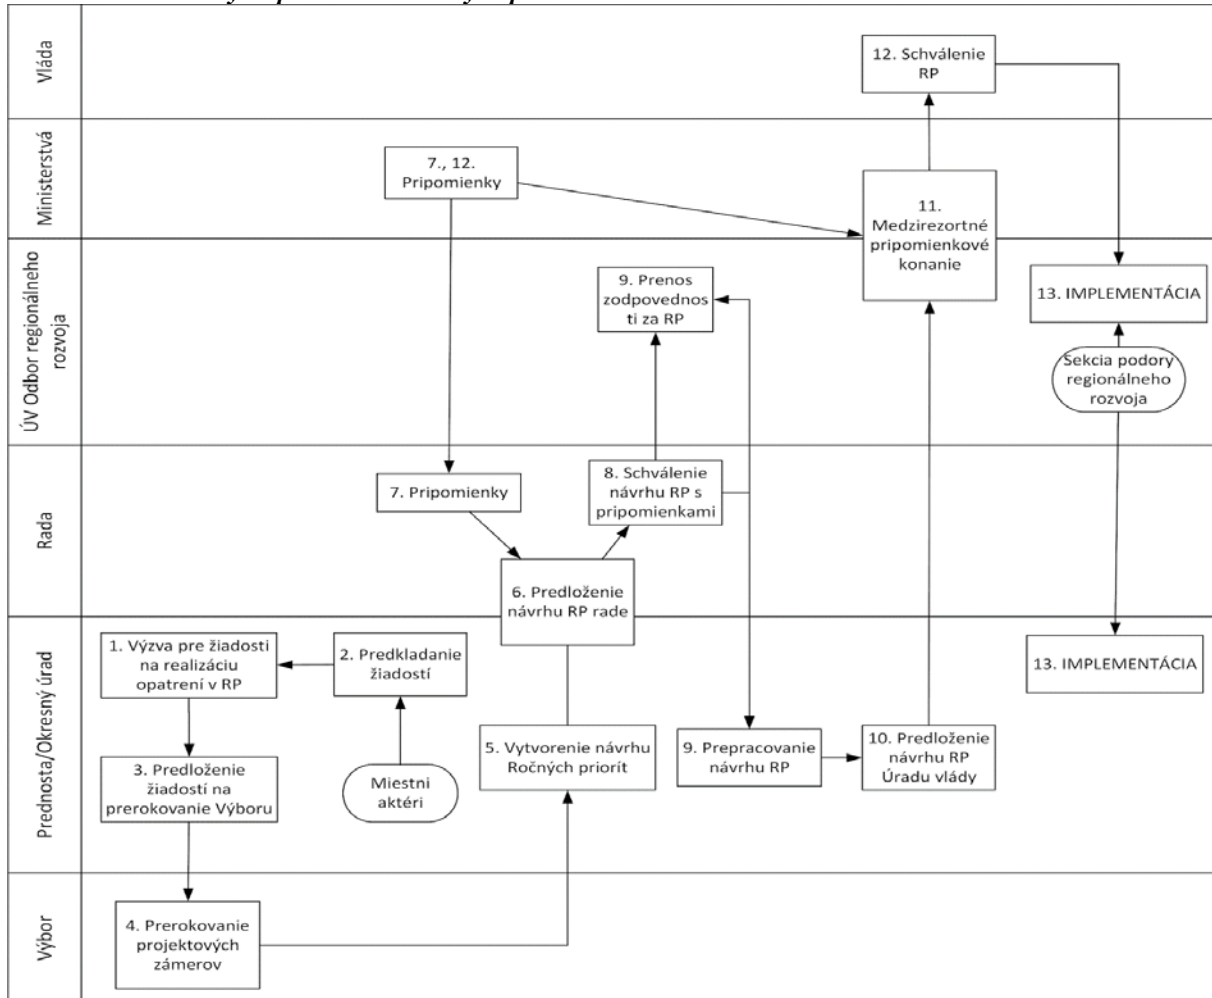 Vláda
12. Schválenie
RP
Ministerstvá
7., 12.
Pripomienky
11.
Medzirezortné
pripomienkové
konanie
ÚV Odbor regionálneho
rozvoja
9. Prenos
zodpovednos
ti za RP
13. IMPLEMENTÁCIA
Sekcia podory
regionálneho
rozvoja
Rada
7. Pripomienky
8. Schválenie
návrhu RP s
pripomienkami
6. Predloženie
návrhu RP rade
Prednosta/Okresný úrad
1. Výzva pre žiadosti
na realizáciu
opatrení v RP
2. Predkladanie
žiadostí
13. IMPLEMENTÁCIA
3. Predloženie
žiadostí na
prerokovanie Výboru
Miestni
aktéri
5. Vytvorenie návrhu
Ročných priorít
9. Prepracovanie
návrhu RP
10. Predloženie
návrhu RP
Úradu vlády
Výbor
4. Prerokovanie
projektových
zámerov